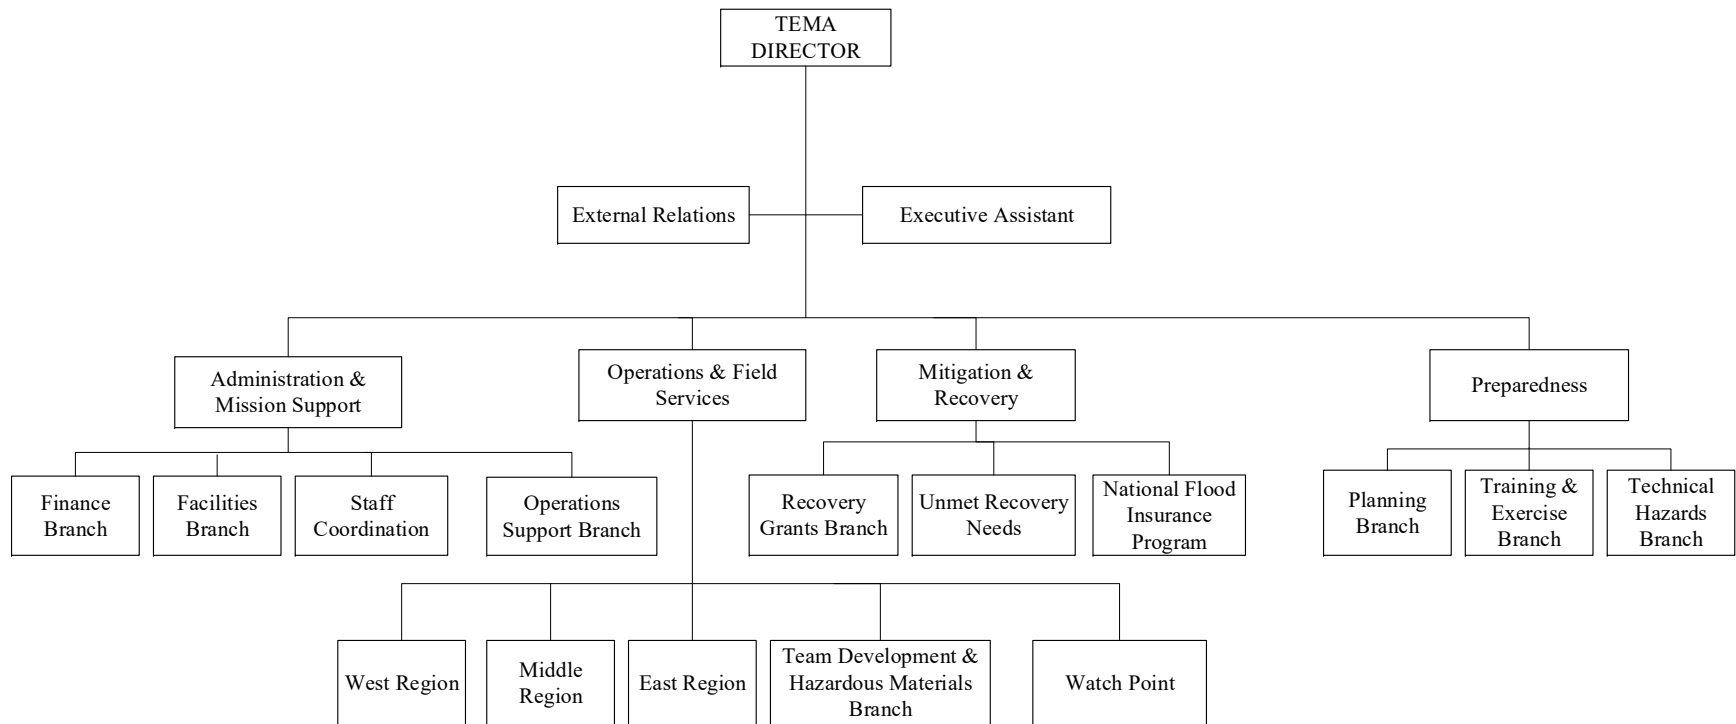 TEMA
DIRECTOR
External Relations
Executive Assistant
Administration &
Mission Support
Operations & Field
Services
Mitigation &
Recovery
Preparedness
Finance
Branch
Facilities
Branch
Staff
Coordination
Operations
Support Branch
Recovery
Grants Branch
Unmet Recovery
Needs
National Flood
Insurance
Program
Planning
Branch
Training &
Exercise
Branch
Technical
Hazards
Branch
West Region
Middle
Region
East Region
Team Development &
Hazardous Materials
Branch
Watch Point